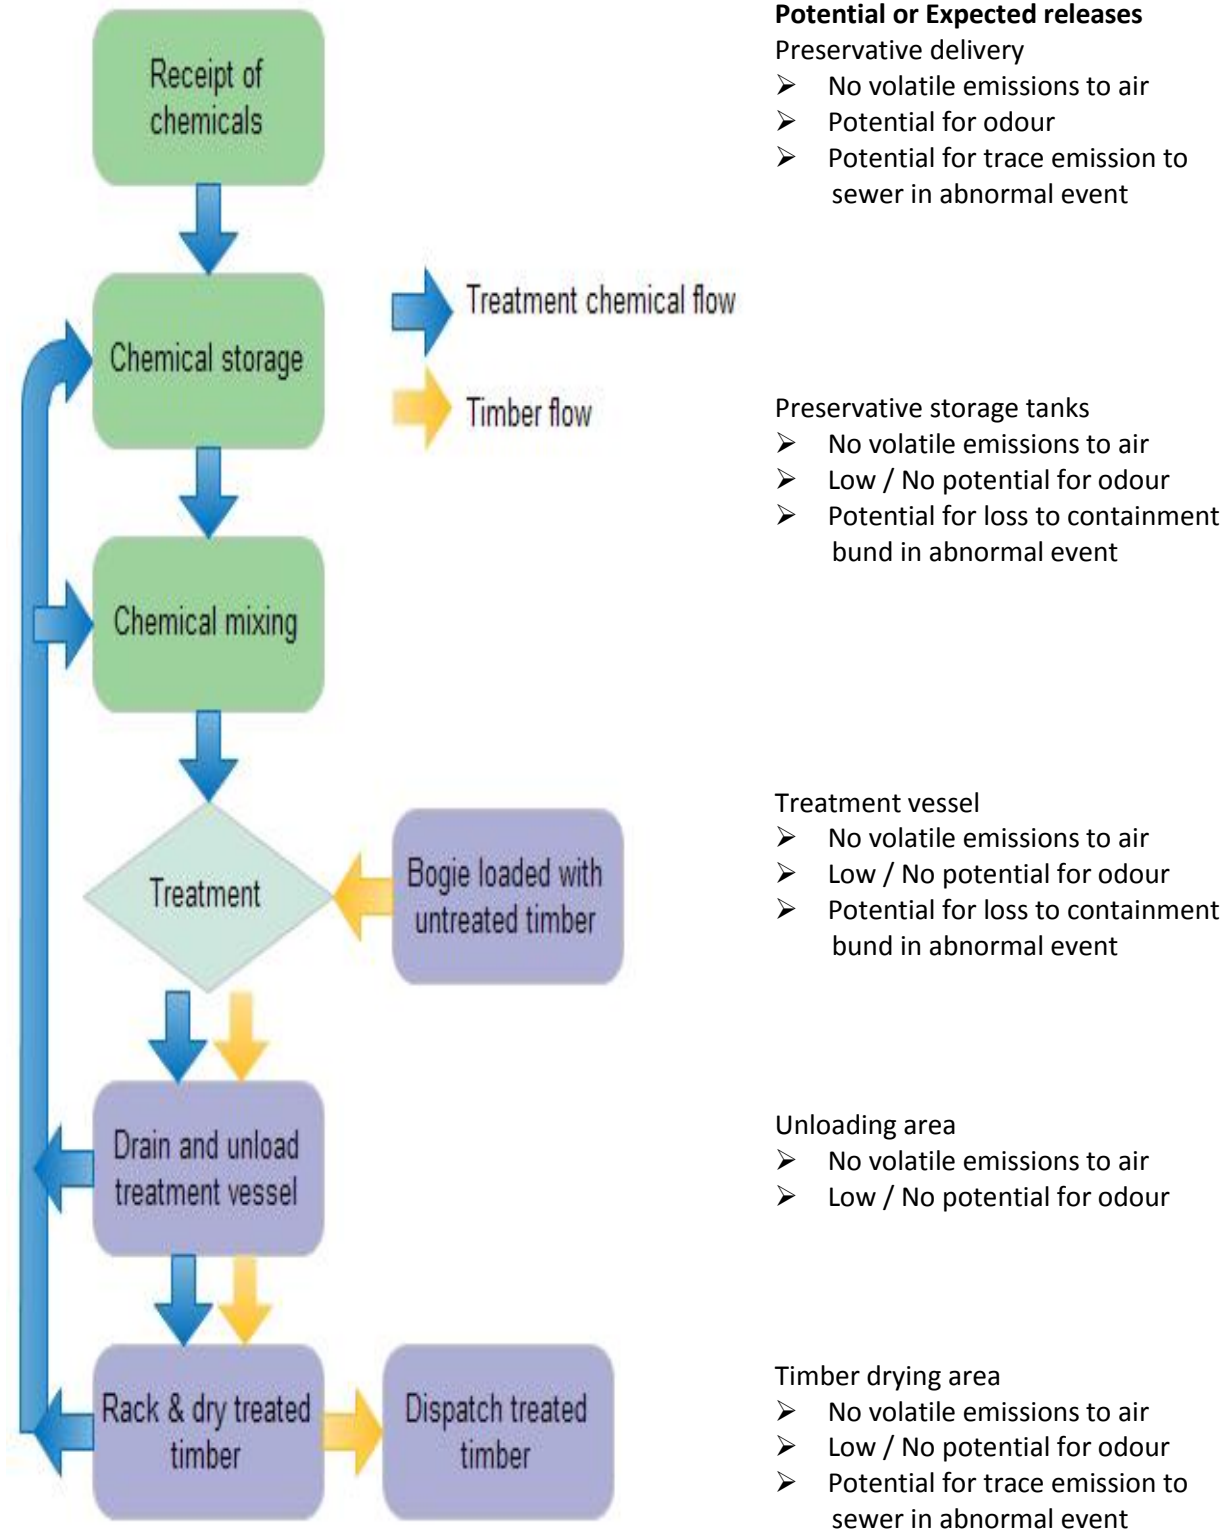 Receipt of
chemicals
Chemical storage
Treatment chemical flow
Timber flow
Chemical mixing
Treatment
Bogie loaded with
untreated timber
Drain and unload
treatment vessel
Rack & dry treated
timber
Dispatch treated
timber
Potential or Expected releases
Preservative delivery
➢ No volatile emissions to air
➢ Potential for odour
➢ Potential for trace emission to
sewer in abnormal event
Preservative storage tanks
➢ No volatile emissions to air
➢ Low / No potential for odour
➢ Potential for loss to containment
bund in abnormal event
Treatment vessel
➢ No volatile emissions to air
➢ Low / No potential for odour
➢ Potential for loss to containment
bund in abnormal event
Unloading area
➢ No volatile emissions to air
➢ Low / No potential for odour
Timber drying area
➢ No volatile emissions to air
➢ Low / No potential for odour
➢ Potential for trace emission to
sewer in abnormal event